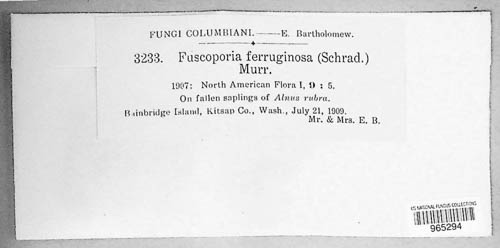 FUNGI COLUMBIANI.——E. Bartholomew.
3233. Fuscoporia ferruginosa (Schrad.)
Murr.
1907: North American Flora I, 9 : 5.
On fallen saplings of Alnus rubra.
Bainbridge Island, Kitsap Co., Wash., July 21, 1909.
Mr. & Mrs. E. B.
US NATIONAL FUNGUS COLLECTIONS
965294